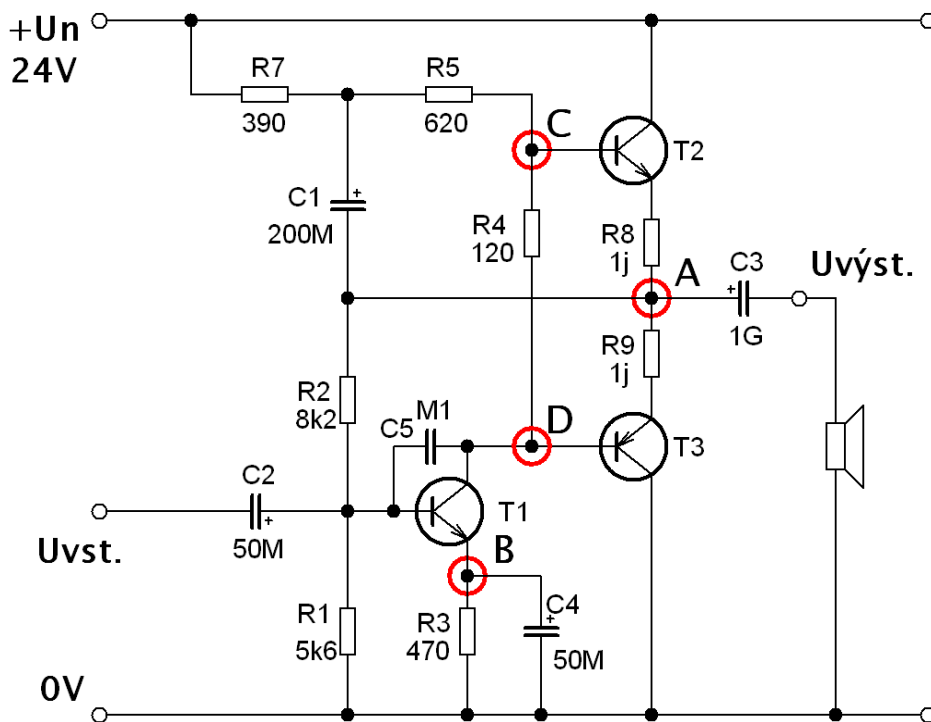 +Un
24V
R7
390
R5
620
C
T2
C1
+
200M
R4
120
R8
1j
A
C3
+
1G
Uvýst.
R9
1j
R2
8k2
C5
M1
D
T3
C2
+
50M
Uvst.
T1
B
R1
5k6
R3
470
C4
+
50M
0V